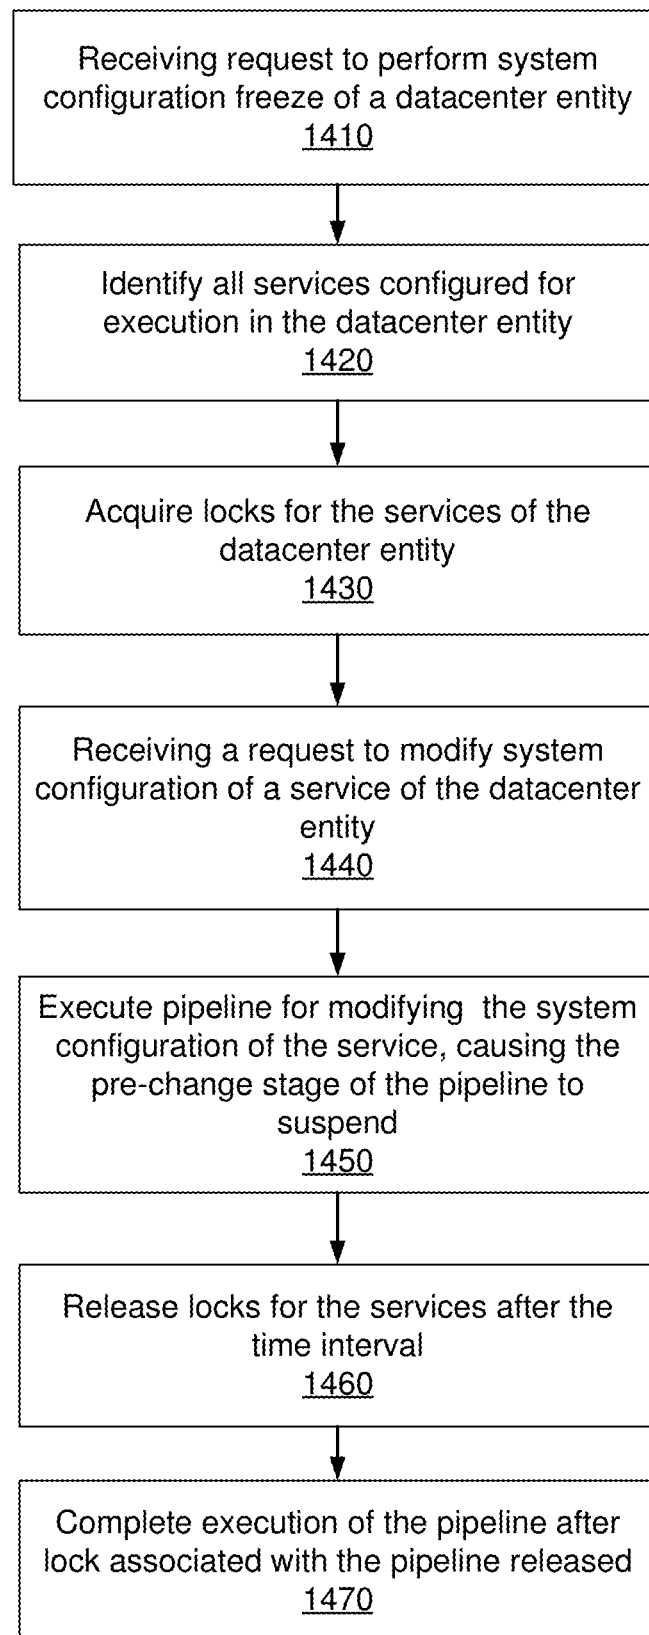 Receiving request to perform system
configuration freeze of a datacenter entity
1410
Identify all services configured for
execution in the datacenter entity
1420
Acquire locks for the services of the
datacenter entity
1430
Receiving a request to modify system
configuration of a service of the datacenter
entity
1440
Execute pipeline for modifying the system
configuration of the service, causing the
pre-change stage of the pipeline to
suspend
1450
Release locks for the services after the
time interval
1460
Complete execution of the pipeline after
lock associated with the pipeline released
1470